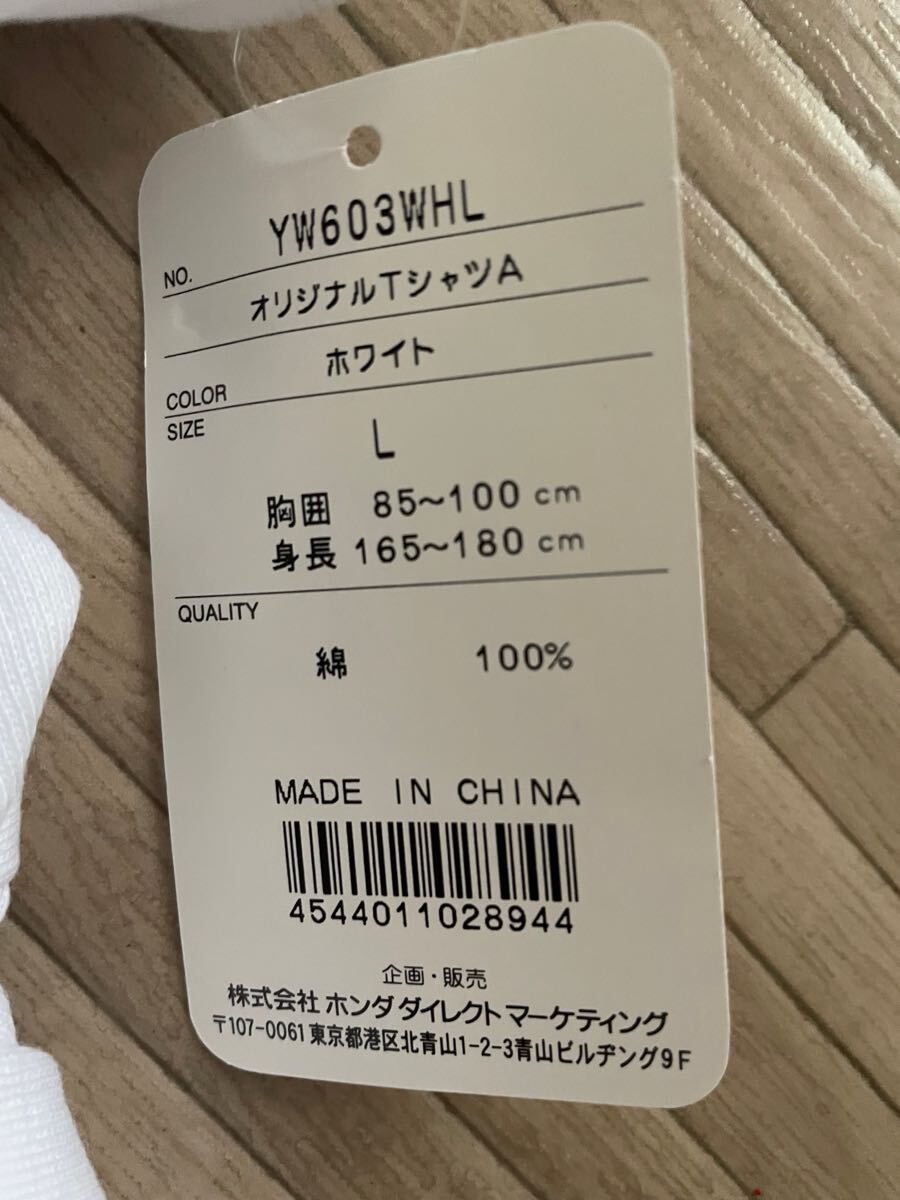 NO. YW603WHL
オリジナルTシャツA
COLOR ホワイト
SIZE L
胸囲 85~100 cm
身長 165~180 cm
QUALITY
綿 100%
MADE IN CHINA
4544011028944
企画・販売
株式会社 ホンダダイレクトマーケティング
〒107-0061 東京都港区北青山1-2-3青山ビルヂング9F